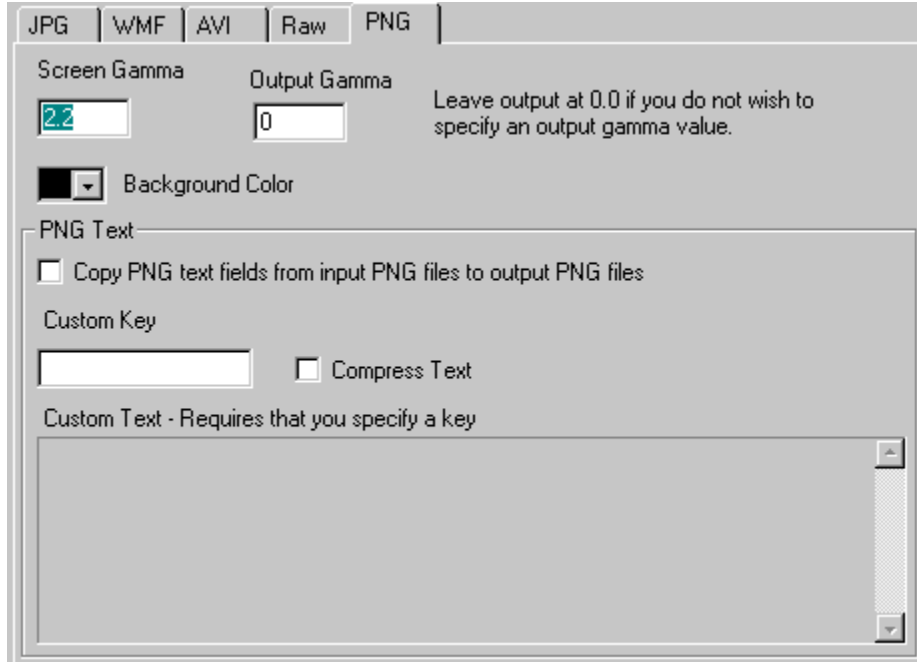 JPG WMF AVI Raw PNG
Screen Gamma
Output Gamma
2.2
0
Leave output at 0.0 if you do not wish to
specify an output gamma value.
Background Color
PNG Text
Copy PNG text fields from input PNG files to output PNG files
Custom Key
Compress Text
Custom Text - Requires that you specify a key